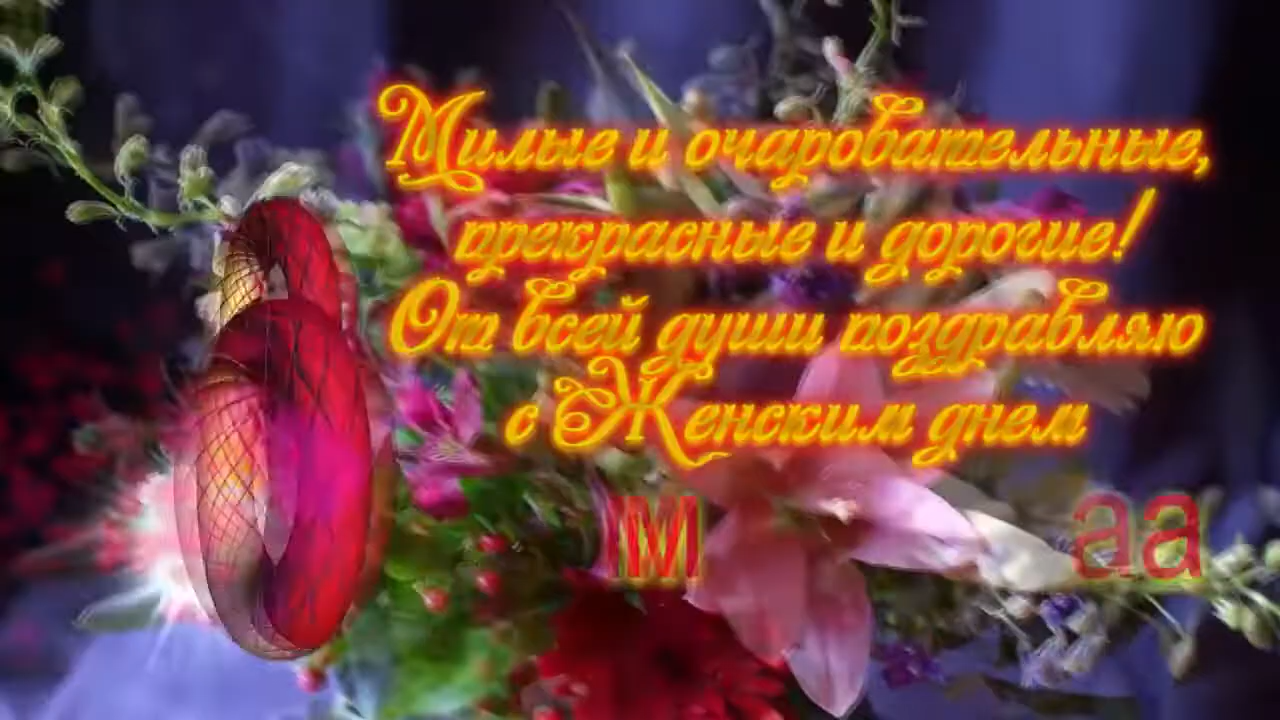 Милые и очаровательные,
прекрасные и дорогие!
От всей души поздравляю
с Женским днем